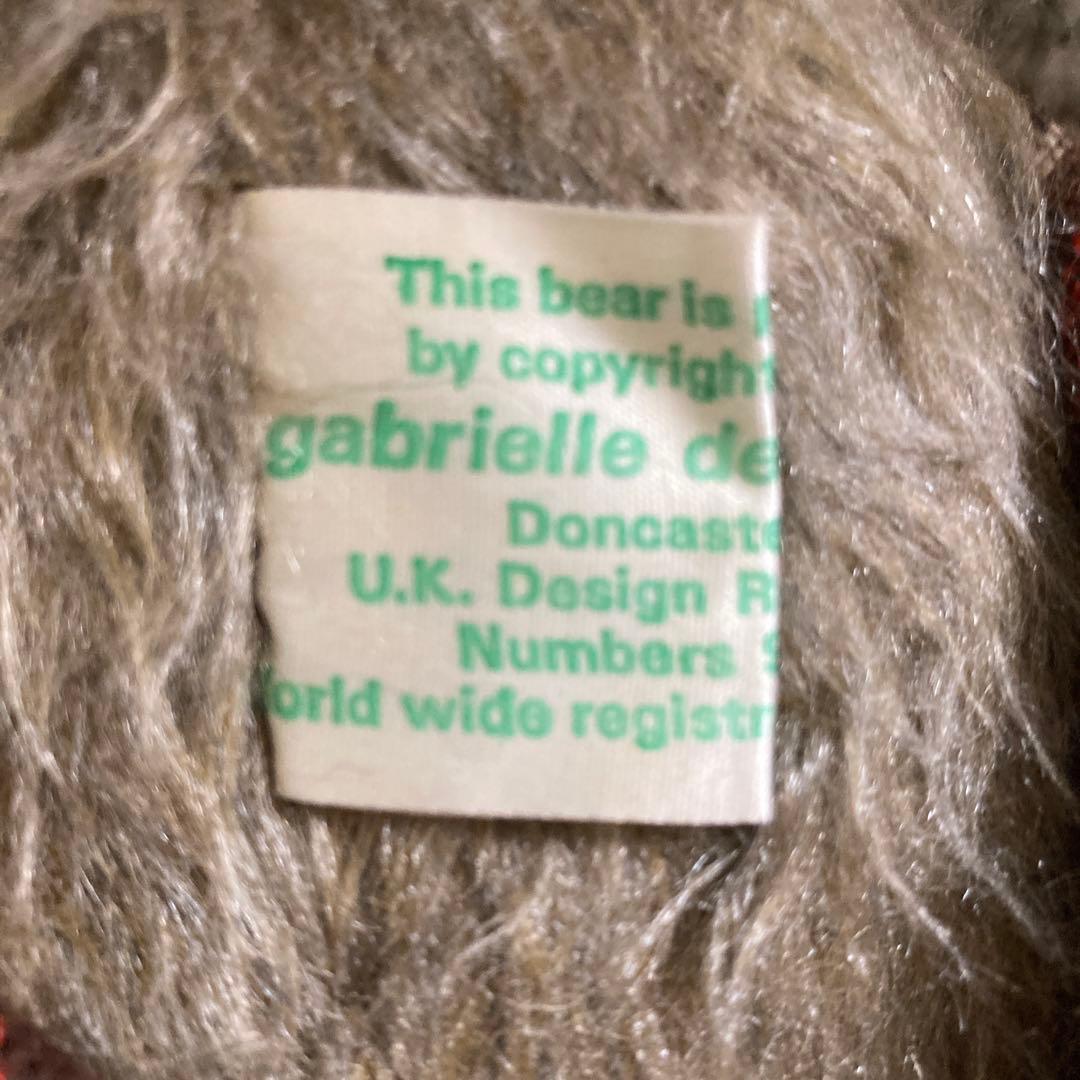 This bear is
by copyright
gabrielle de
Doncaste
U.K. Design R
Numbers
orld wide registr